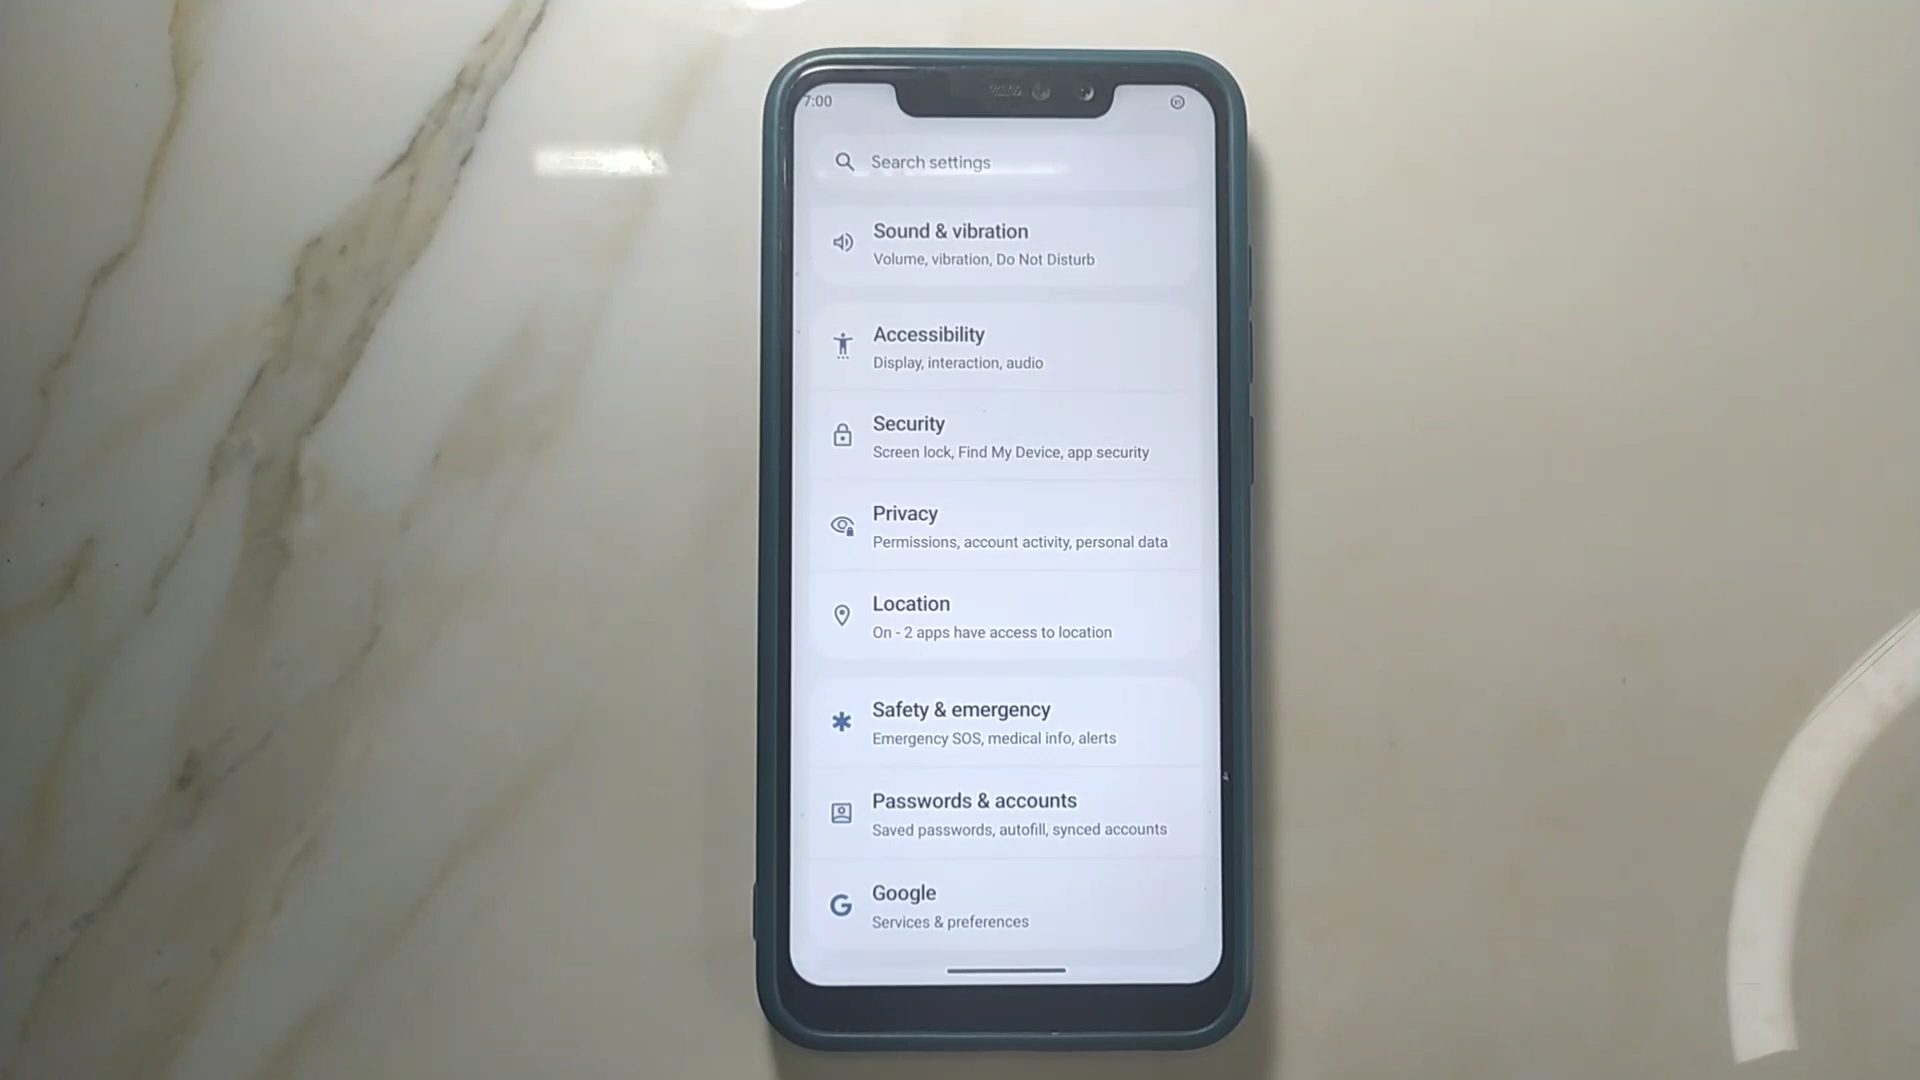 7:00
Search settings
Sound & vibration
Volume, vibration, Do Not Disturb
Accessibility
Display, interaction, audio
Security
Screen lock, Find My Device, app security
Privacy
Permissions, account activity, personal data
Location
On - 2 apps have access to location
Safety & emergency
Emergency SOS, medical info, alerts
Passwords & accounts
Saved passwords, autofill, synced accounts
Google
Services & preferences